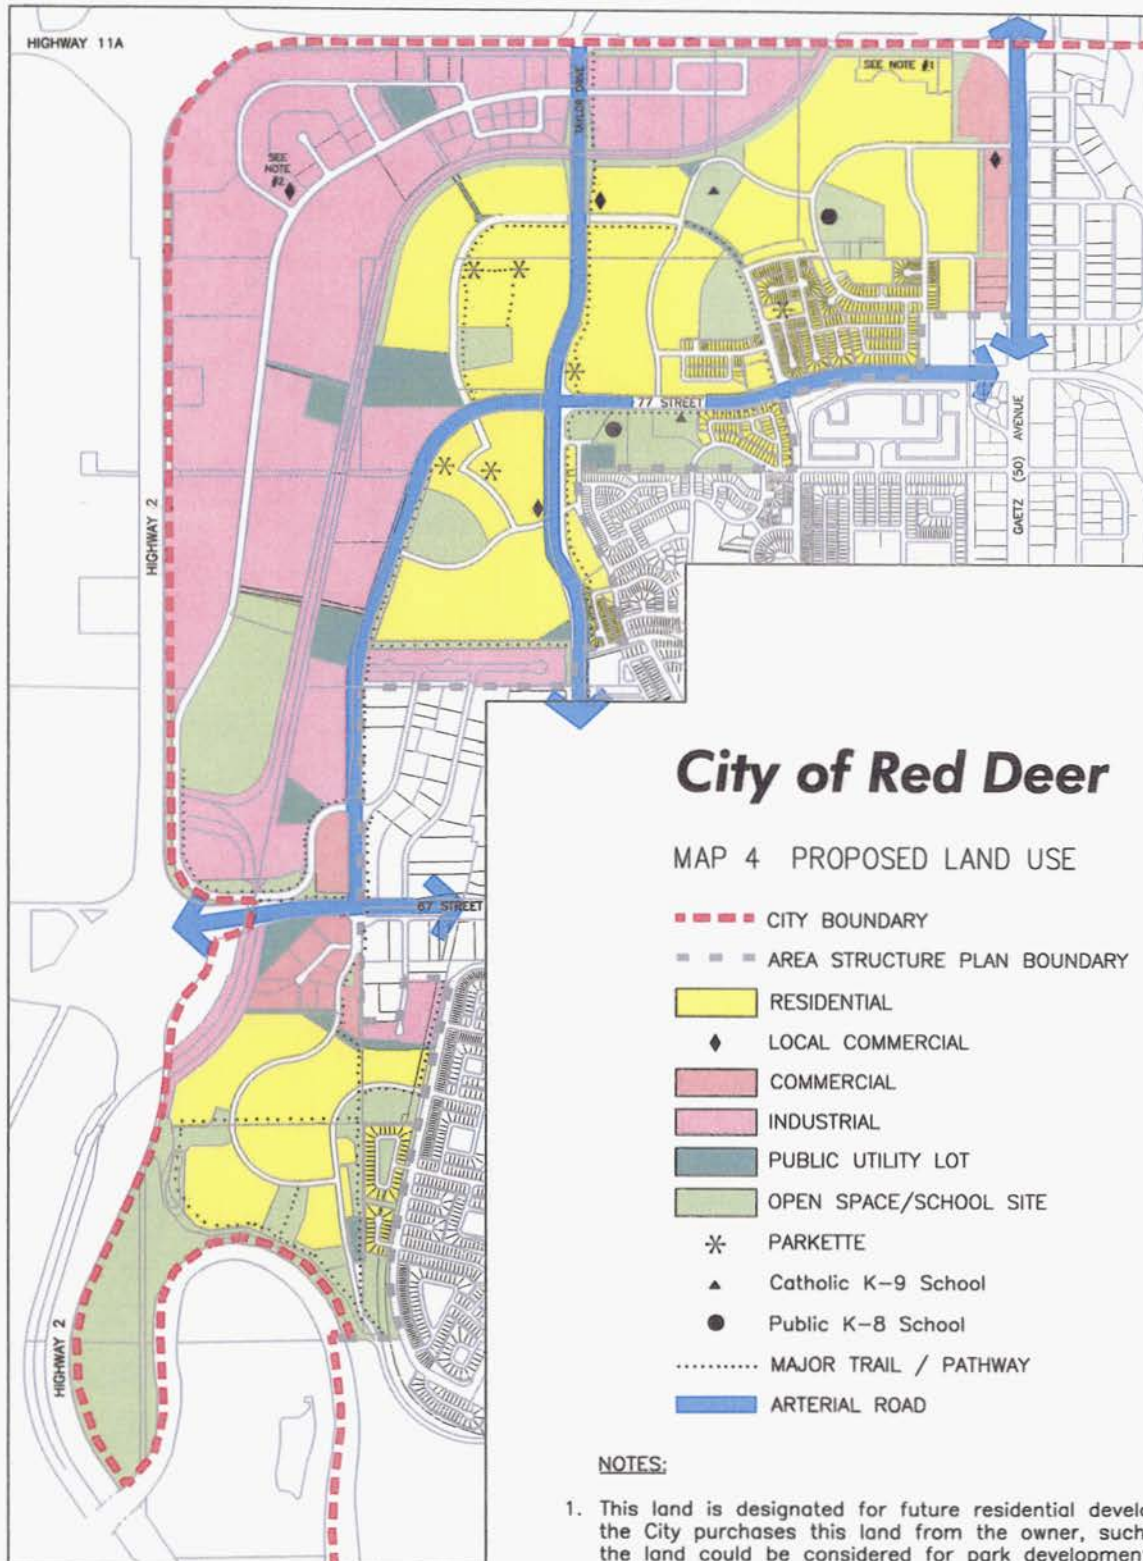 HIGHWAY 11A
TAYLOR DRIVE
SEE NOTE #1
SEE
NOTE
#2
77 STREET
GAETZ (50) AVENUE
HIGHWAY 2
67 STREET
HIGHWAY 2
City of Red Deer
MAP 4 PROPOSED LAND USE
CITY BOUNDARY
AREA STRUCTURE PLAN BOUNDARY
RESIDENTIAL
LOCAL COMMERCIAL
COMMERCIAL
INDUSTRIAL
PUBLIC UTILITY LOT
OPEN SPACE/SCHOOL SITE
PARKETTE
Catholic K-9 School
Public K-8 School
MAJOR TRAIL / PATHWAY
ARTERIAL ROAD
NOTES:
1. This land is designated for future residential devel
the City purchases this land from the owner, such
the land could be considered for park developmen